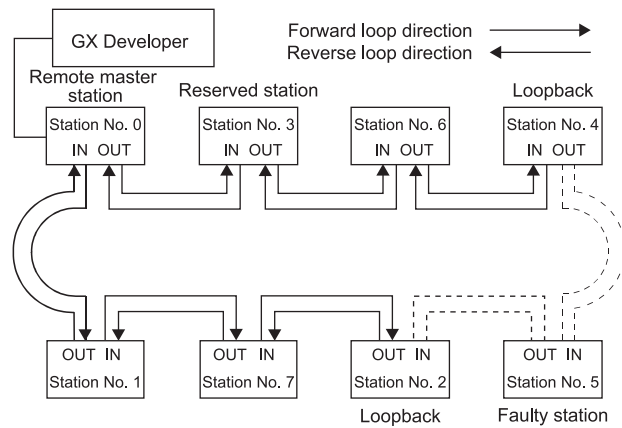 GX Developer
Forward loop direction
Reverse loop direction
Remote master
station
Reserved station
Loopback
Station No. 0
IN OUT
Station No. 3
IN OUT
Station No. 6
IN OUT
Station No. 4
IN OUT
OUT IN
Station No. 1
OUT IN
Station No. 7
OUT IN
Station No. 2
OUT IN
Station No. 5
Loopback
Faulty station